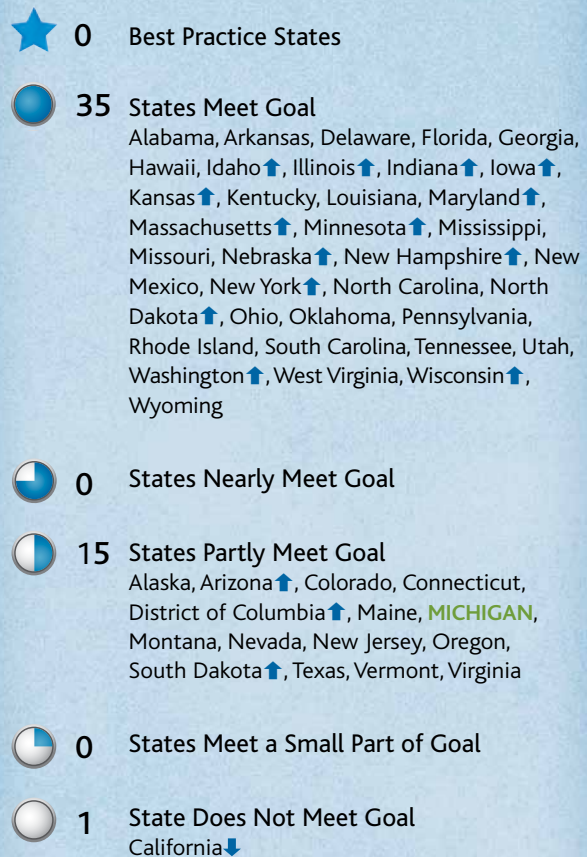 0 Best Practice States
35 States Meet Goal
Alabama, Arkansas, Delaware, Florida, Georgia,
Hawaii, Idaho⬆, Illinois⬆, Indiana⬆, Iowa⬆,
Kansas⬆, Kentucky, Louisiana, Maryland⬆,
Massachusetts⬆, Minnesota⬆, Mississippi,
Missouri, Nebraska⬆, New Hampshire⬆, New
Mexico, New York⬆, North Carolina, North
Dakota⬆, Ohio, Oklahoma, Pennsylvania,
Rhode Island, South Carolina, Tennessee, Utah,
Washington⬆, West Virginia, Wisconsin⬆,
Wyoming
0 States Nearly Meet Goal
15 States Partly Meet Goal
Alaska, Arizona⬆, Colorado, Connecticut,
District of Columbia⬆, Maine, MICHIGAN,
Montana, Nevada, New Jersey, Oregon,
South Dakota⬆, Texas, Vermont, Virginia
0 States Meet a Small Part of Goal
1 State Does Not Meet Goal
California⬇